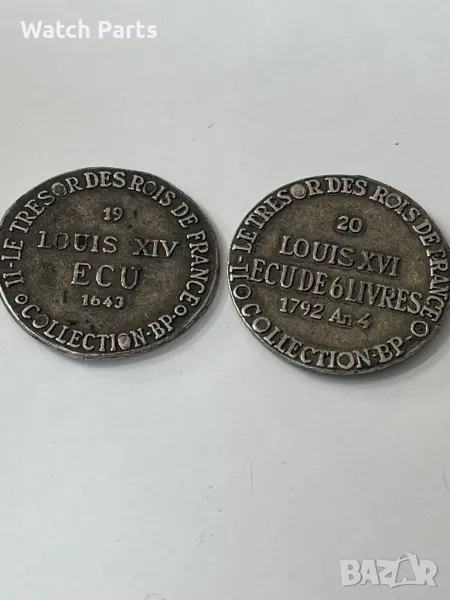 Watch Parts
II-LE TRESOR DES ROIS DE FRANCE
19
LOUIS XIV
ECU
1643
COLLECTION-BP-
II-LE TRESOR DES ROIS DE FRANCE
20
LOUIS XVI
ECU DE 6 LIVRES
1792 An 4
COLLECTION-BP-
BAZAR